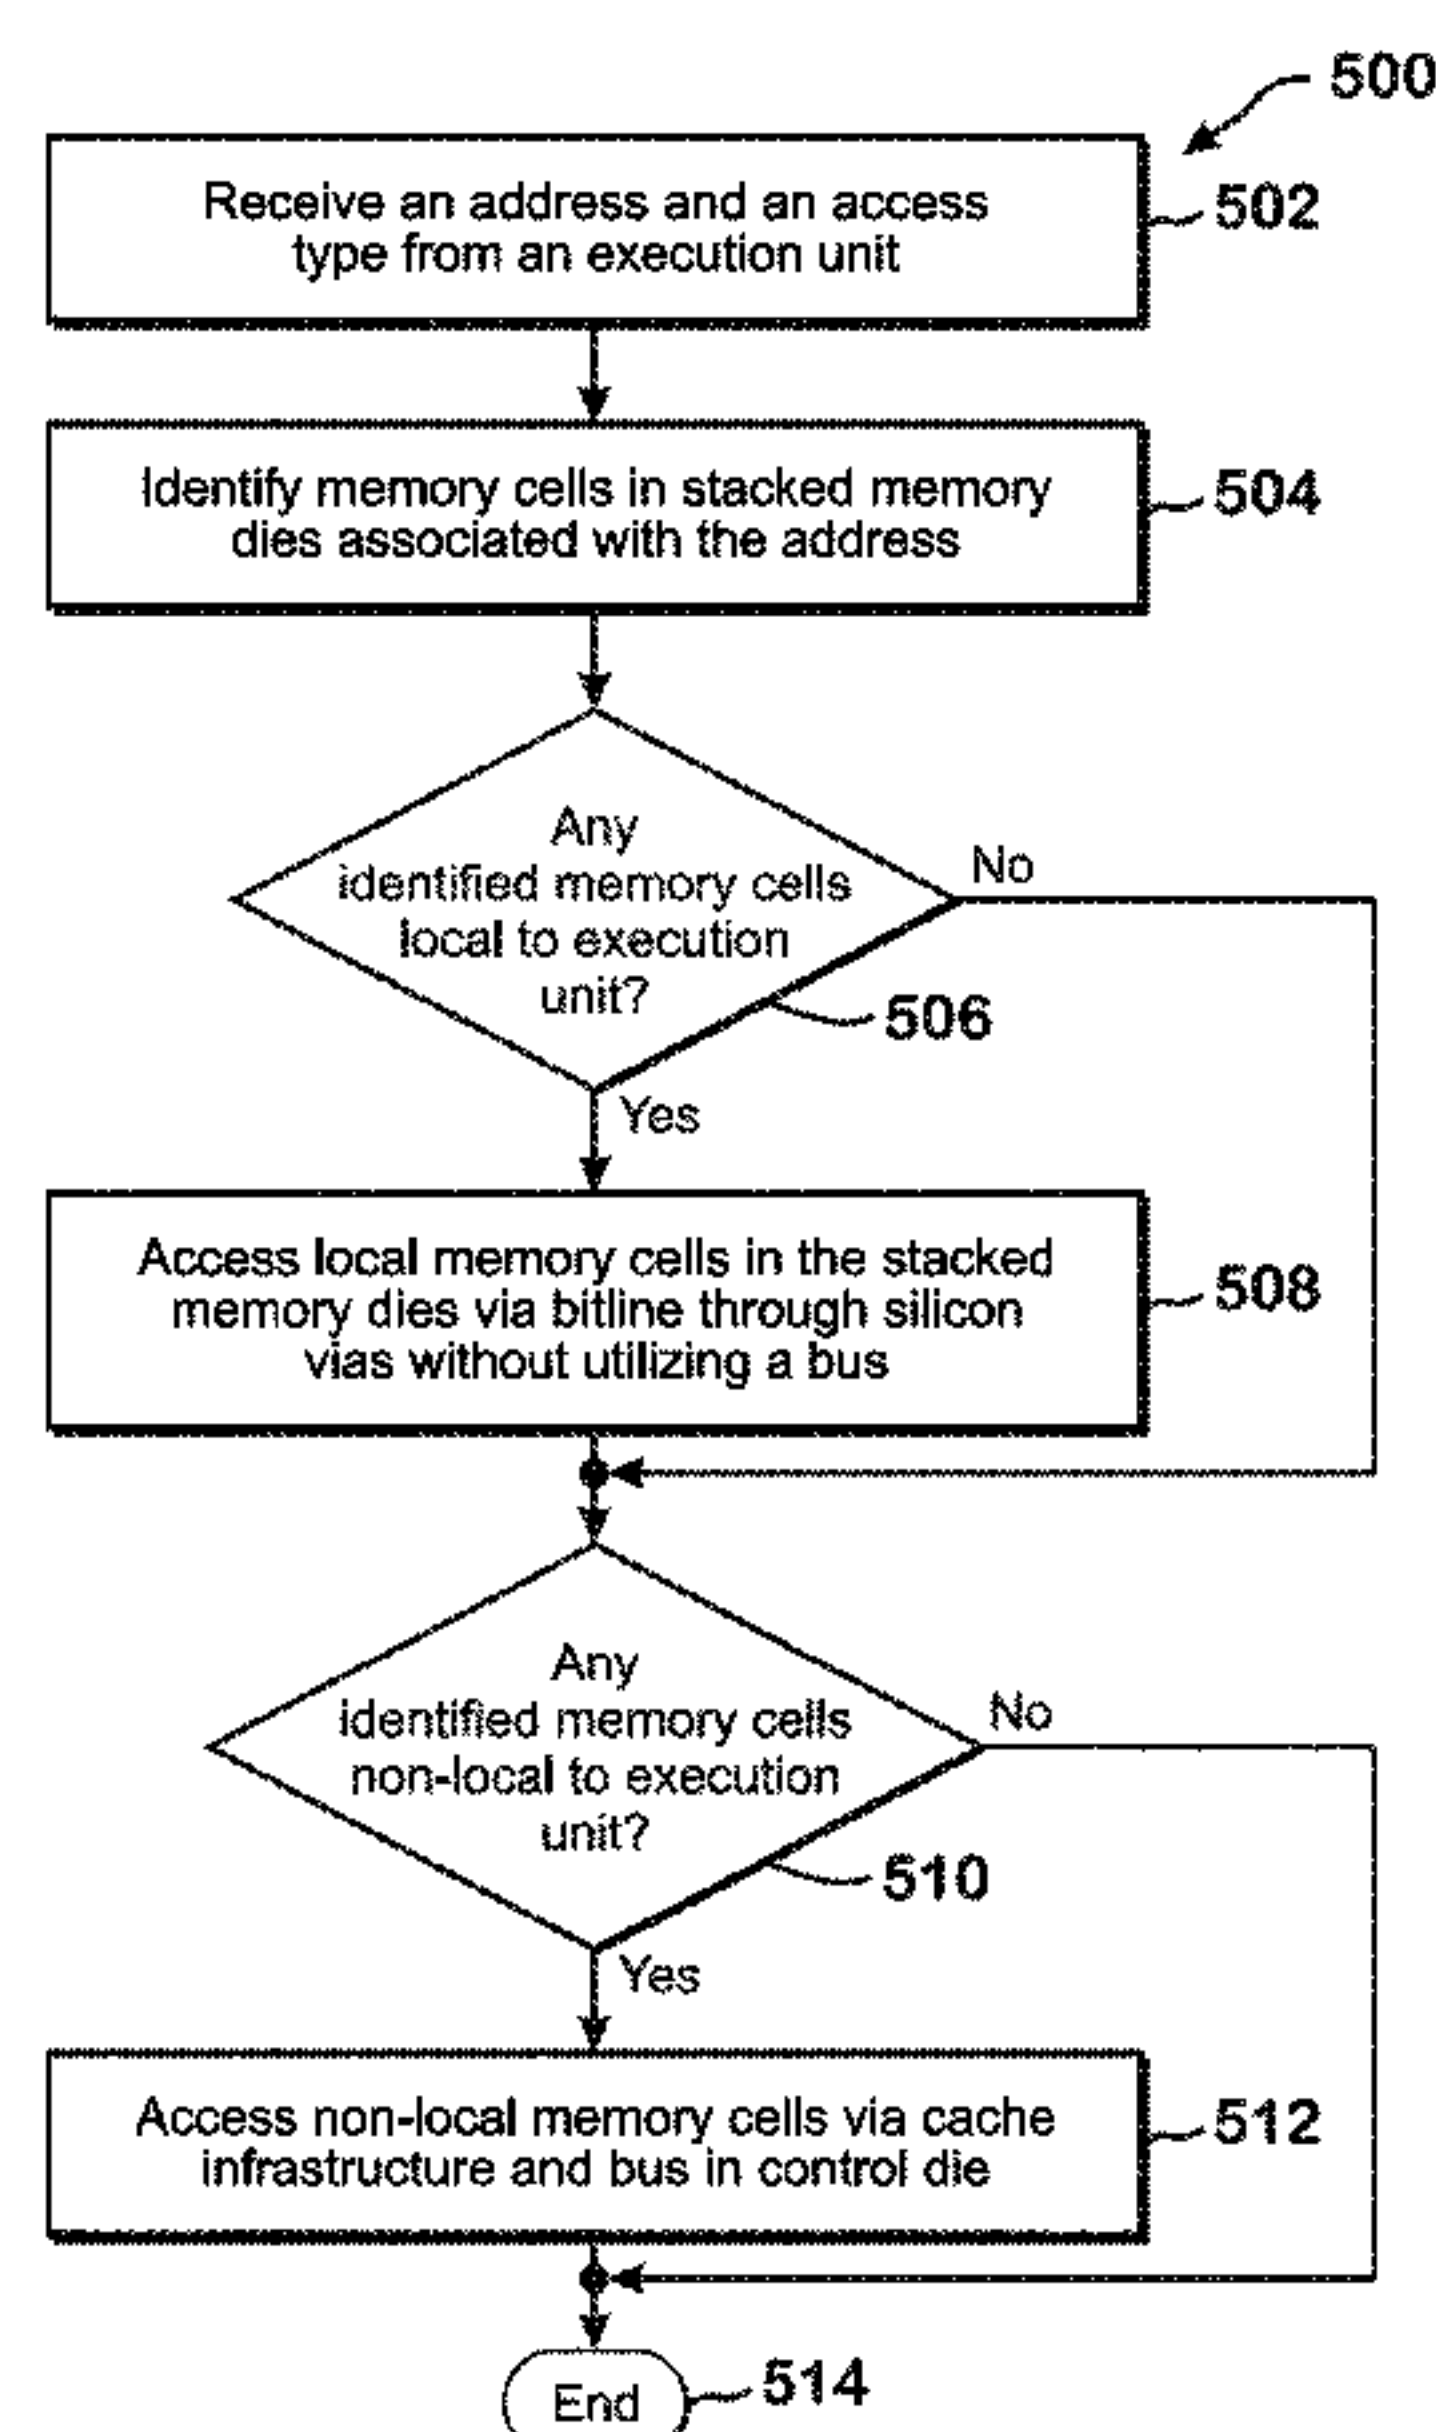 500
Receive an address and an access
type from an execution unit
502
Identify memory cells in stacked memory
dies associated with the address
504
Any
identified memory cells
local to execution
unit?
No
506
Yes
Access local memory cells in the stacked
memory dies via bitline through silicon
vias without utilizing a bus
508
Any
identified memory cells
non-local to execution
unit?
No
510
Yes
Access non-local memory cells via cache
infrastructure and bus in control die
512
End
514